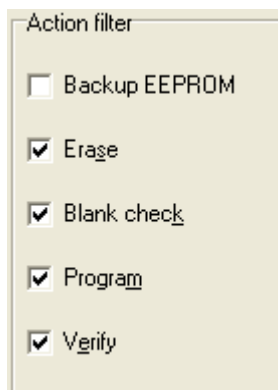 Action filter
Backup EEPROM
Erase
Blank check
Program
Verify